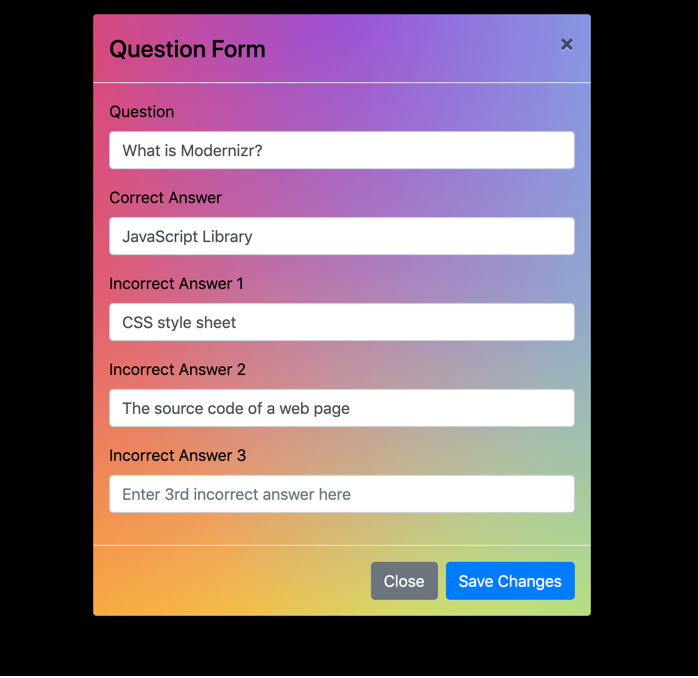 Question Form ×
Question
What is Modernizr?
Correct Answer
JavaScript Library
Incorrect Answer 1
CSS style sheet
Incorrect Answer 2
The source code of a web page
Incorrect Answer 3
Enter 3rd incorrect answer here
Close Save Changes